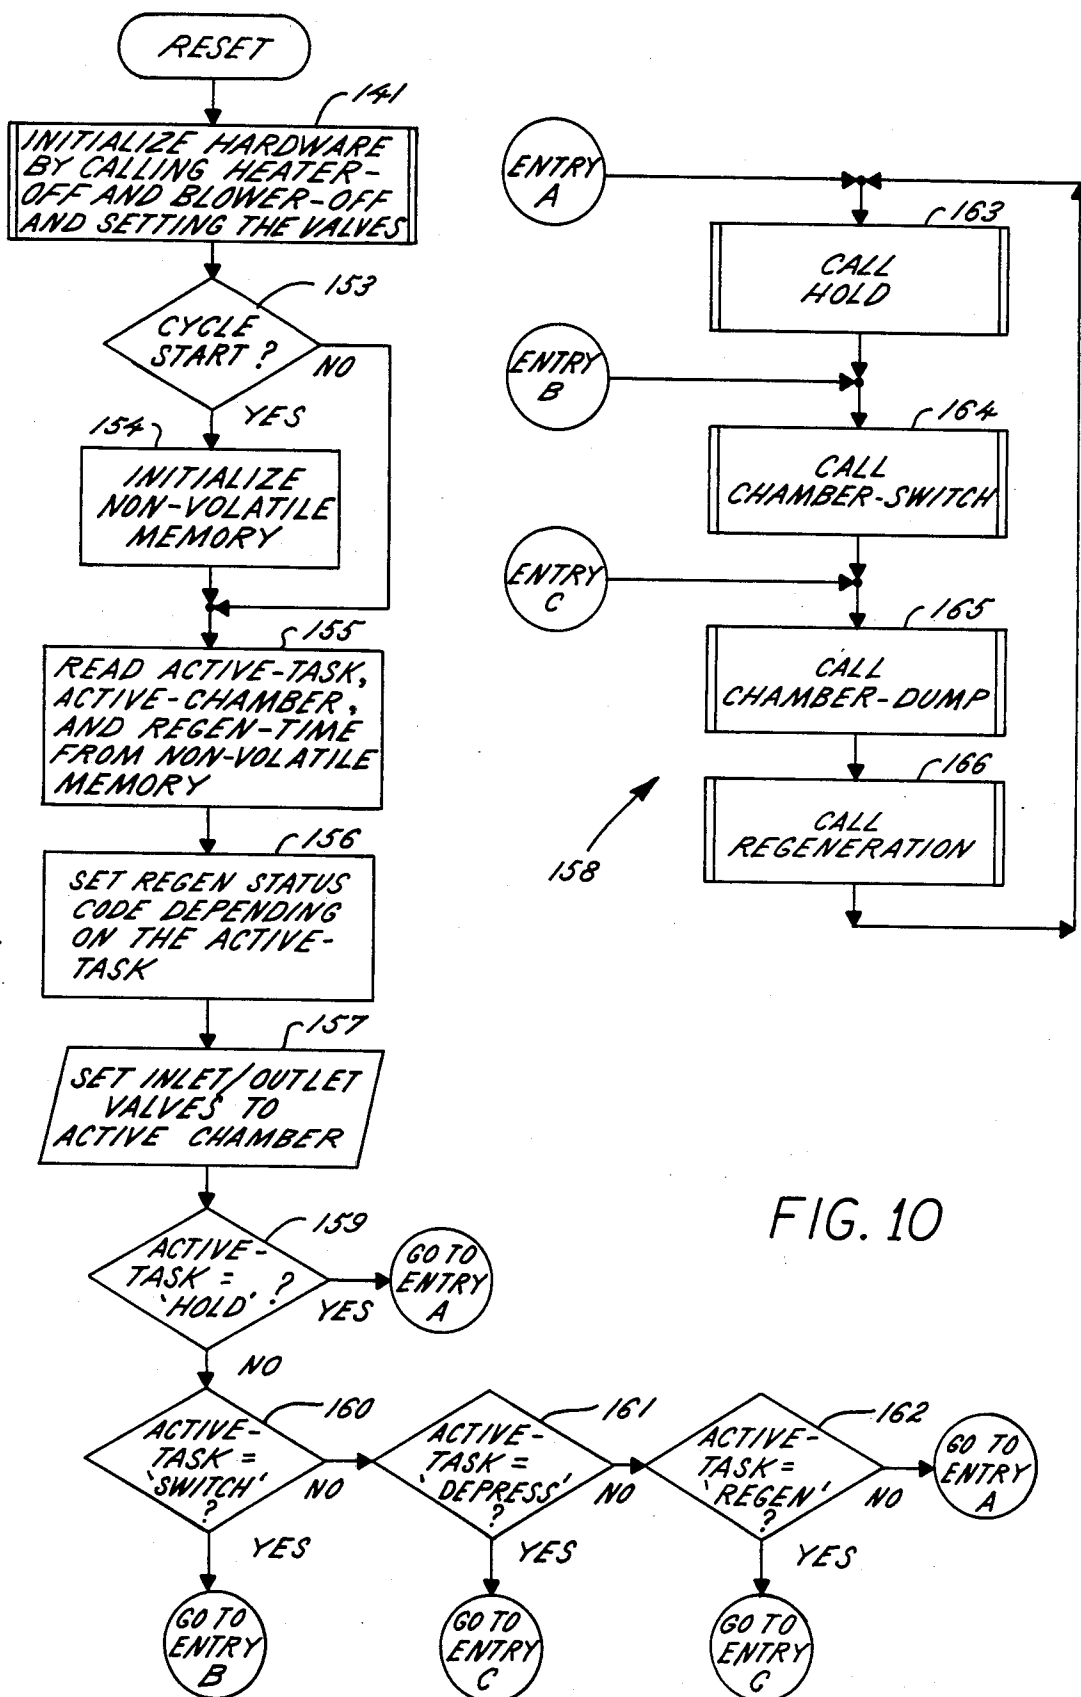 RESET
141
INITIALIZE HARDWARE
BY CALLING HEATER-
OFF AND BLOWER-OFF
AND SETTING THE VALVES
153
CYCLE
START ?
NO
YES
154
INITIALIZE
NON-VOLATILE
MEMORY
155
READ ACTIVE-TASK,
ACTIVE-CHAMBER,
AND REGEN-TIME
FROM NON-VOLATILE
MEMORY
156
SET REGEN STATUS
CODE DEPENDING
ON THE ACTIVE-
TASK
157
SET INLET/OUTLET
VALVES TO
ACTIVE CHAMBER
159
ACTIVE-
TASK =
'HOLD' ?
YES
GO TO
ENTRY
A
NO
160
ACTIVE-
TASK =
'SWITCH'
?
NO
YES
GO TO
ENTRY
B
161
ACTIVE-
TASK =
'DEPRESS'
?
NO
YES
GO TO
ENTRY
C
162
ACTIVE-
TASK =
'REGEN'
?
NO
GO TO
ENTRY
A
YES
GO TO
ENTRY
C
ENTRY
A
163
CALL
HOLD
ENTRY
B
164
CALL
CHAMBER-SWITCH
ENTRY
C
165
CALL
CHAMBER-DUMP
166
CALL
REGENERATION
158
FIG. 10